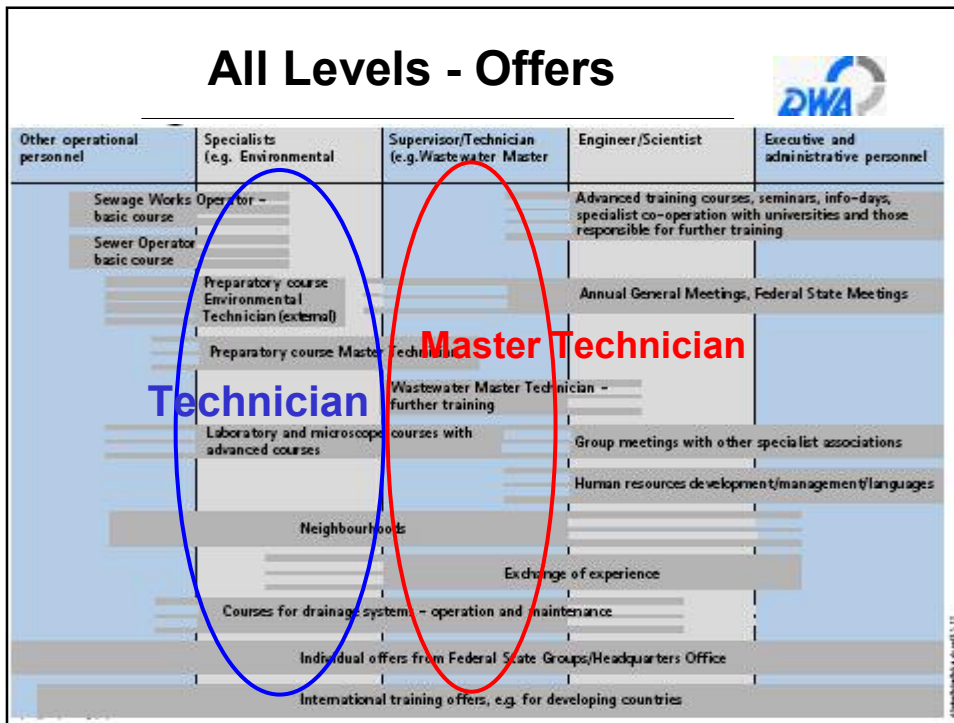 All Levels - Offers
DWA
Other operational
personnel
Specialists
(e.g. Environmental
Supervisor/Technician
(e.g.Wastewater Master
Engineer/Scientist
Executive and
administrative personnel
Sewage Works Operator –
basic course
Advanced training courses, seminars, info-days,
specialist co-operation with universities and those
responsible for further training
Sewer Operator
basic course
Preparatory course
Environmental
Technician (external)
Annual General Meetings, Federal State Meetings
Master Technician
Preparatory course Master Technician
Technician
Wastewater Master Technician –
further training
Laboratory and microscope courses with
advanced courses
Group meetings with other specialist associations
Human resources development/management/languages
Neighbourhoods
Exchange of experience
Courses for drainage systems – operation and maintenance
Individual offers from Federal State Groups/Headquarters Office
International training offers, e.g. for developing countries